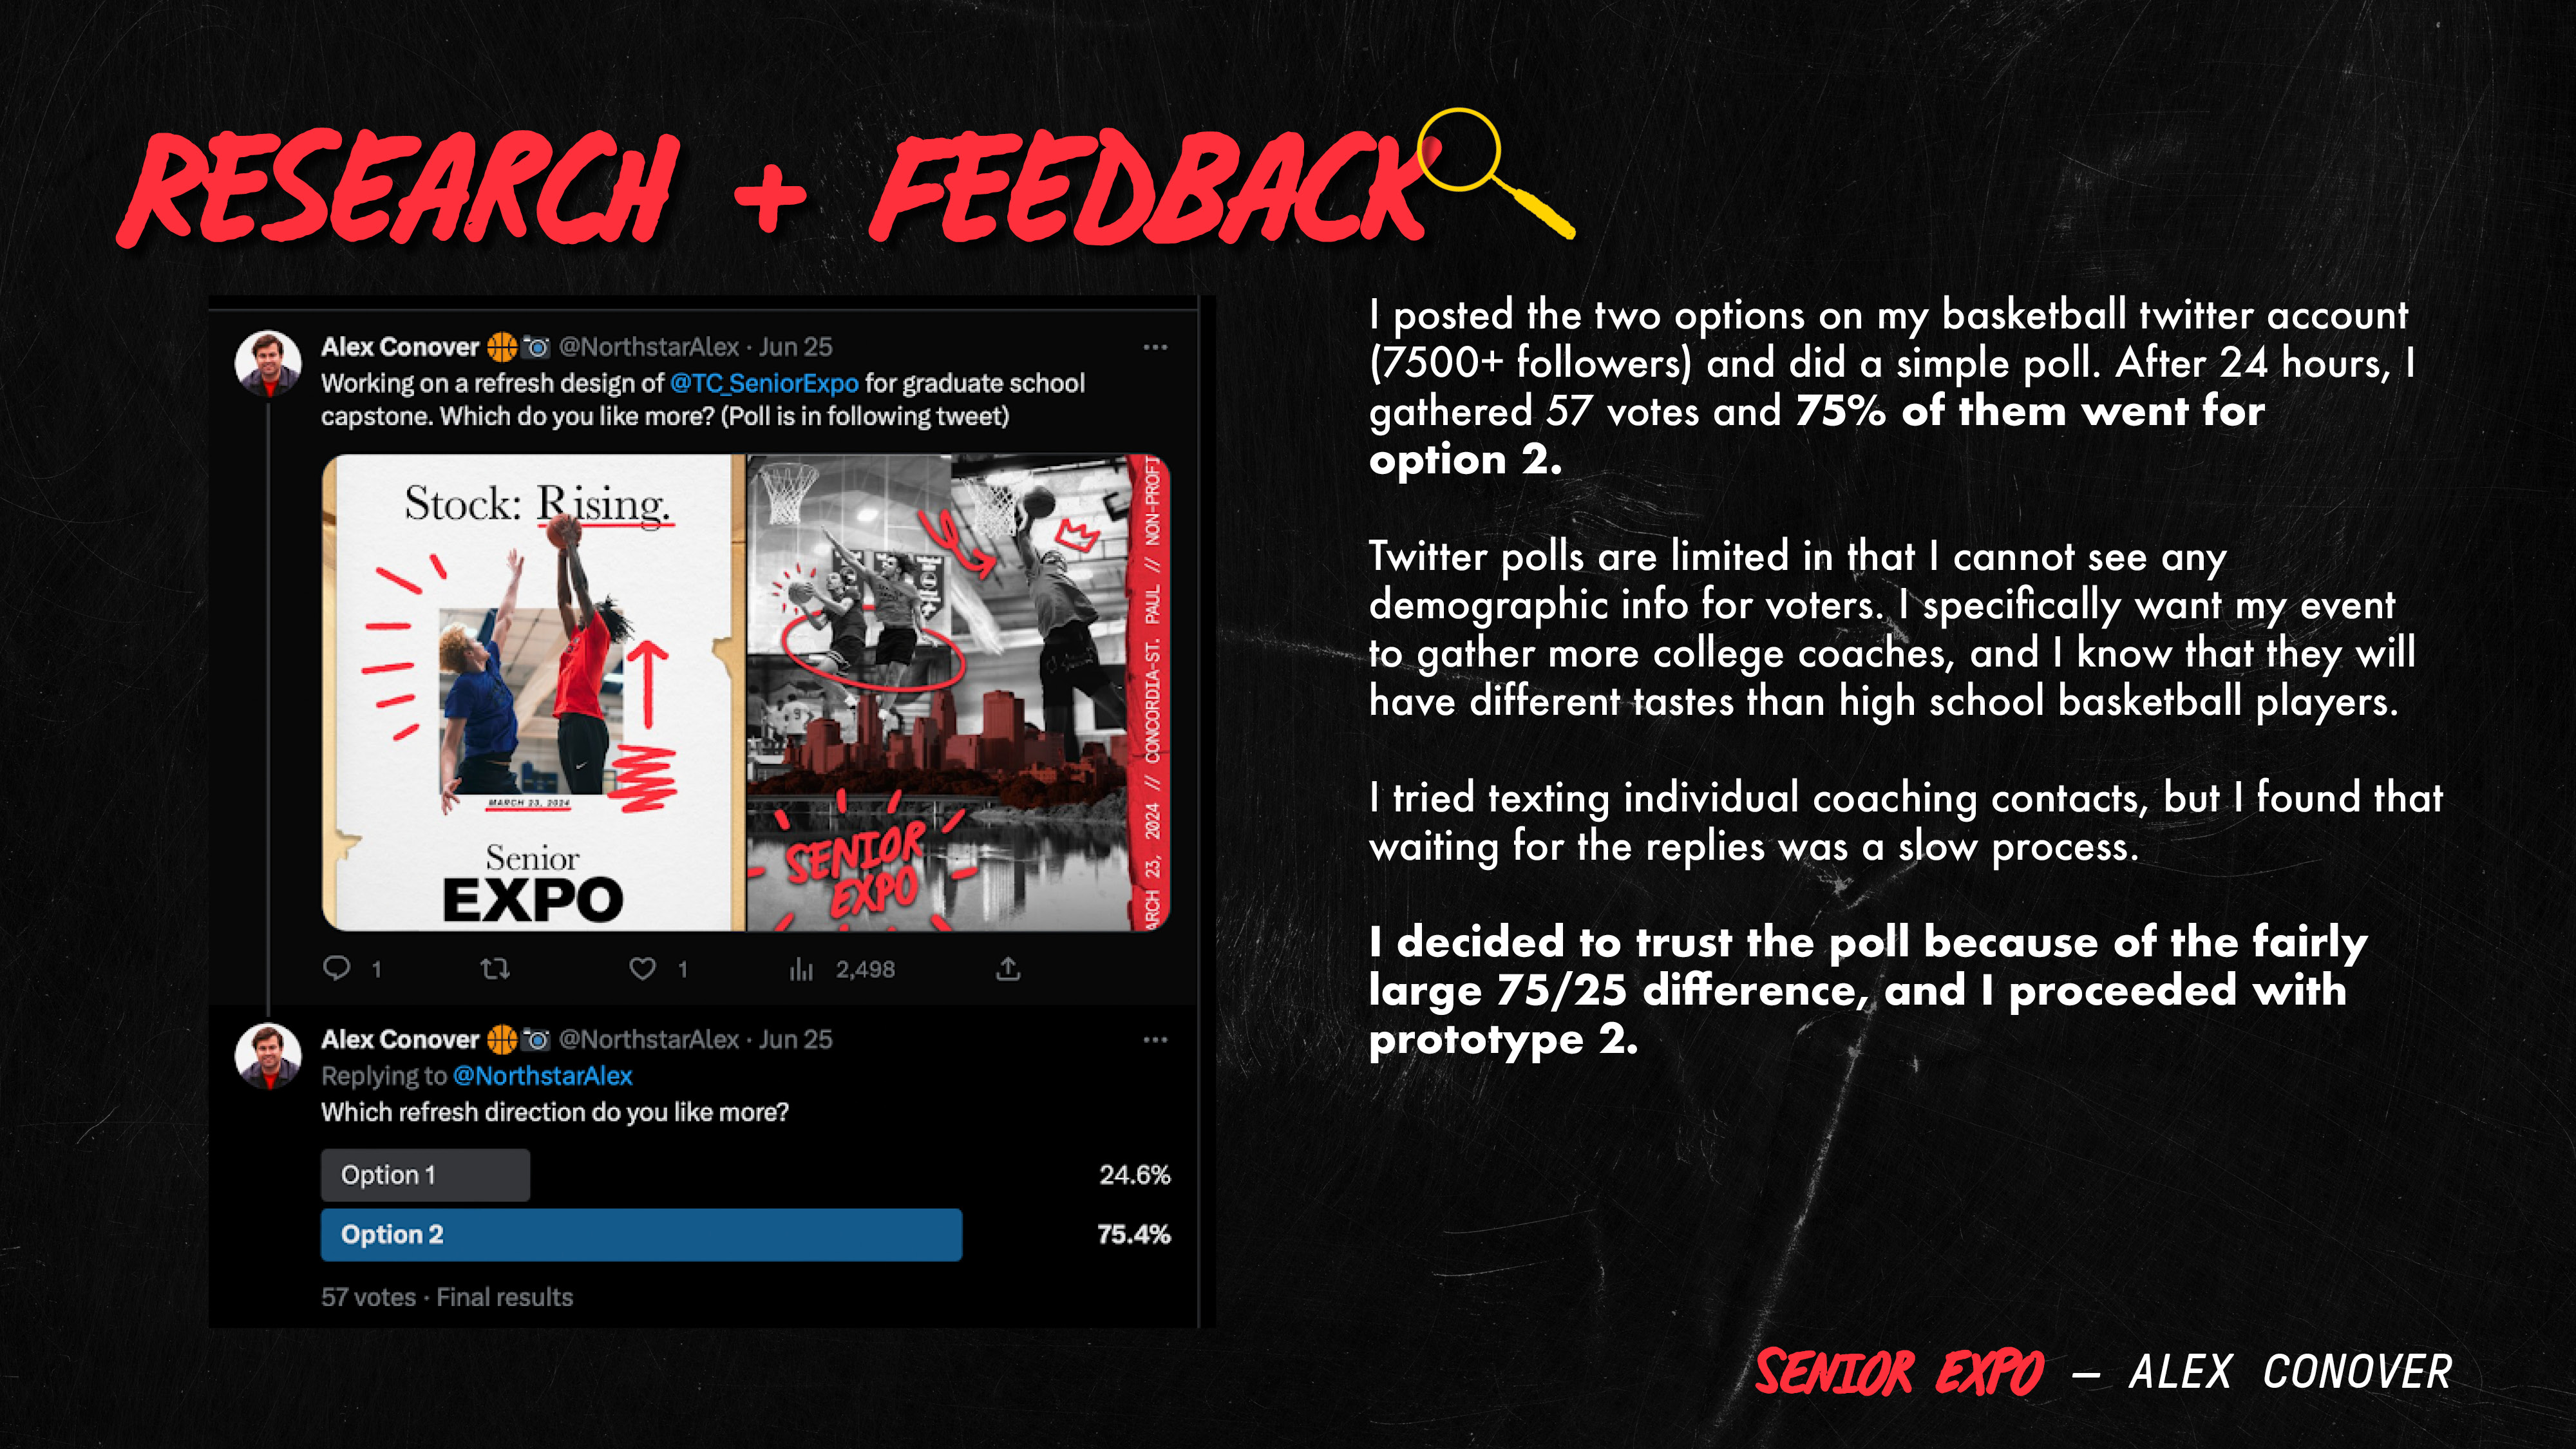 RESEARCH + FEEDBACK
Alex Conover @NorthstarAlex · Jun 25
Working on a refresh design of @TC_SeniorExpo for graduate school
capstone. Which do you like more? (Poll is in following tweet)
Stock: Rising.
MARCH 23, 2024
Senior
EXPO
SENIOR
EXPO
ARCH 23, 2024 // CONCORDIA-ST. PAUL // NON-PROFI
1
1
2,498
Alex Conover @NorthstarAlex · Jun 25
Replying to @NorthstarAlex
Which refresh direction do you like more?
Option 1 24.6%
Option 2 75.4%
57 votes · Final results
I posted the two options on my basketball twitter account
(7500+ followers) and did a simple poll. After 24 hours, I
gathered 57 votes and 75% of them went for
option 2.
Twitter polls are limited in that I cannot see any
demographic info for voters. I specifically want my event
to gather more college coaches, and I know that they will
have different tastes than high school basketball players.
I tried texting individual coaching contacts, but I found that
waiting for the replies was a slow process.
I decided to trust the poll because of the fairly
large 75/25 difference, and I proceeded with
prototype 2.
SENIOR EXPO – ALEX CONOVER